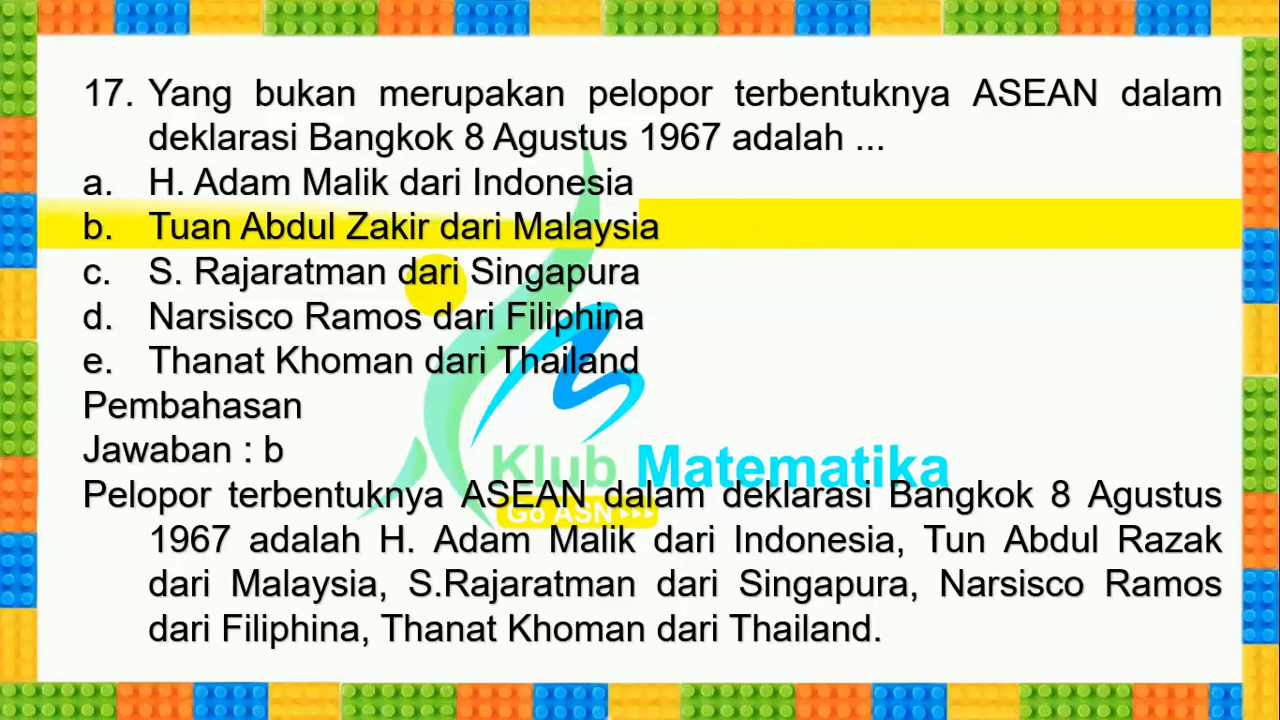 17. Yang bukan merupakan pelopor terbentuknya ASEAN dalam
deklarasi Bangkok 8 Agustus 1967 adalah ...
a. H. Adam Malik dari Indonesia
b. Tuan Abdul Zakir dari Malaysia
c. S. Rajaratman dari Singapura
d. Narsisco Ramos dari Filiphina
e. Thanat Khoman dari Thailand
Pembahasan
Jawaban : b
Klub Matematika
Pelopor terbentuknya ASEAN dalam deklarasi Bangkok 8 Agustus
Go ASN
1967 adalah H. Adam Malik dari Indonesia, Tun Abdul Razak
dari Malaysia, S.Rajaratman dari Singapura, Narsisco Ramos
dari Filiphina, Thanat Khoman dari Thailand.